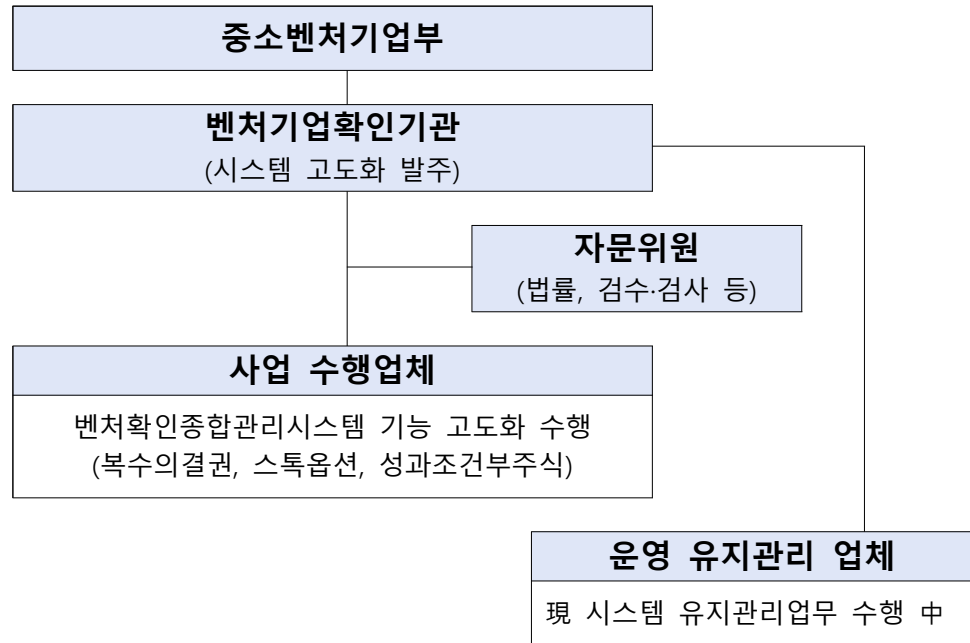 중소벤처기업부
벤처기업확인기관
(시스템 고도화 발주)
자문위원
(법률, 검수·검사 등)
사업 수행업체
벤처확인종합관리시스템 기능 고도화 수행
(복수의결권, 스톡옵션, 성과조건부주식)
운영 유지관리 업체
現 시스템 유지관리업무 수행 中